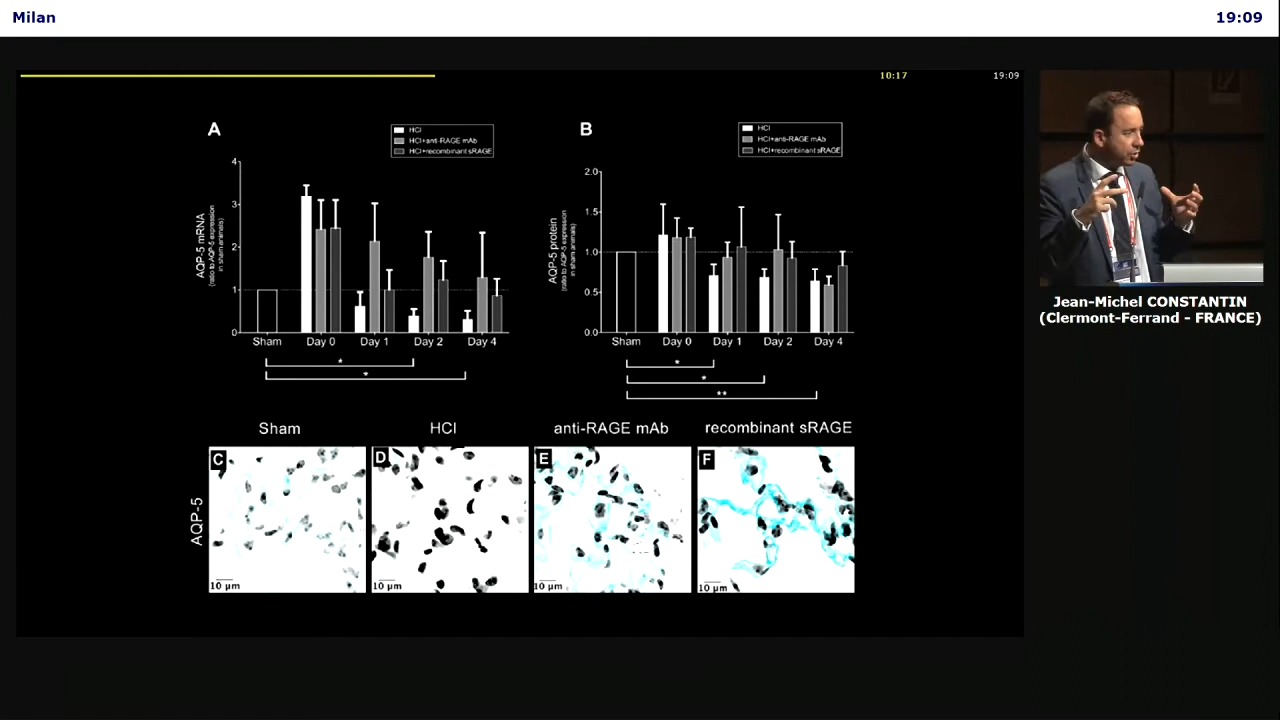 Milan
19:09
10:17
19:09
A
HCl
HCl+anti-RAGE mAb
HCl+recombinant sRAGE
AQP-5 mRNA
(ratio to AQP-5 expression
in sham animals)
4
3
2
1
0
Sham
Day 0
Day 1
Day 2
Day 4
*
*
B
HCl
HCl+anti-RAGE mAb
HCl+recombinant sRAGE
AQP-5 protein
(ratio to AQP-5 expression
in sham animals)
2.0
1.5
1.0
0.5
0.0
Sham
Day 0
Day 1
Day 2
Day 4
*
*
**
Sham
HCl
anti-RAGE mAb
recombinant sRAGE
AQP-5
C
10 µm
D
10 µm
E
10 µm
F
10 µm
Jean-Michel CONSTANTIN
(Clermont-Ferrand - FRANCE)